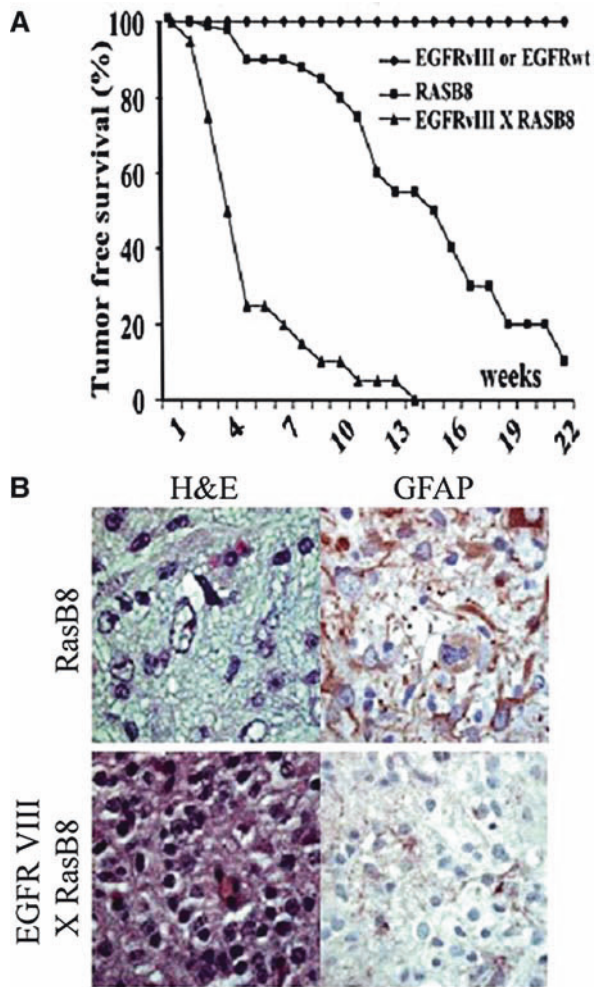 A
Tumor free survival (%)
100
80
60
40
20
0
EGFRvIII or EGFRwt
RASB8
EGFRvIII X RASB8
weeks
1 4 7 10 13 16 19 22
B
H&E GFAP
RasB8
EGFR VIII
X RasB8